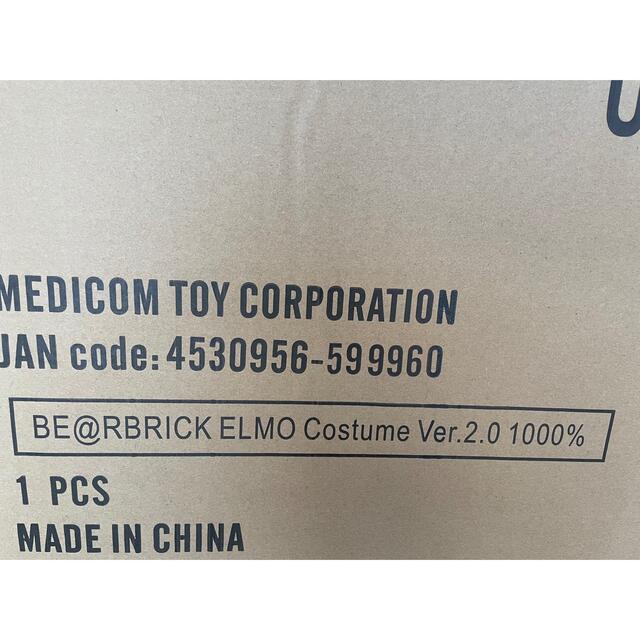 MEDICOM TOY CORPORATION
JAN code: 4530956-599960
BE@RBRICK ELMO Costume Ver.2.0 1000%
1 PCS
MADE IN CHINA